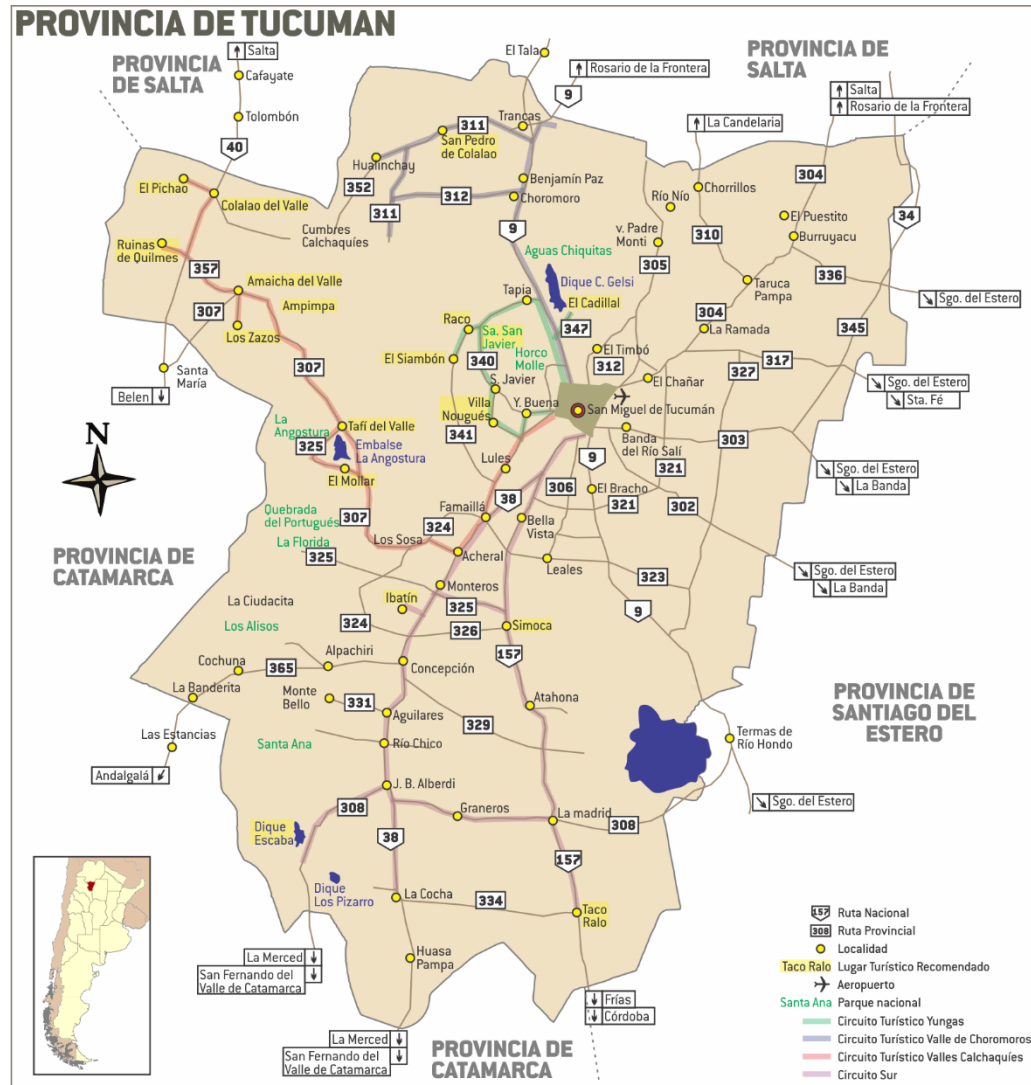 PROVINCIA DE TUCUMAN
Salta
PROVINCIA
DE SALTA
Cafayate
Tolombón
40
El Tala
Rosario de la Frontera
9
PROVINCIA DE
SALTA
Salta
Rosario de la Frontera
La Candelaria
Trancas
311
San Pedro
de Colalao
Hualinchay
352
311
312
Benjamín Paz
Choromoro
9
Chorrillos
304
34
Río Nío
310
El Puestito
Burruyacu
v. Padre
Monti
305
336
Sgo. del Estero
El Pichao
Colalao del Valle
Cumbres
Calchaquíes
Ruinas
de Quilmes
357
Amaicha del Valle
307
Ampimpa
Los Zazos
Santa
María
Belen
307
Aguas Chiquitas
Dique C. Gelsi
Tapia
El Cadillal
347
Raco
Sa. San
Javier
340
Horco
Molle
El Siambón
S. Javier
Villa
Nougués
Y. Buena
341
Taruca
Pampa
304
La Ramada
345
El Timbó
312
327
317
El Chañar
Sgo. del Estero
Sta. Fé
San Miguel de Tucumán
Banda
del Río Salí
303
Sgo. del Estero
La Banda
La
Angostura
Tafí del Valle
325
Embalse
La Angostura
El Mollar
N
Lules
38
306
9
321
El Bracho
321
302
Quebrada
del Portugués
307
Los Sosa
324
Famaillá
Bella
Vista
La Florida
325
Acheral
Leales
323
Sgo. del Estero
La Banda
PROVINCIA DE
CATAMARCA
Monteros
9
La Ciudacita
Ibatín
325
Los Alisos
324
326
Simoca
157
Alpachiri
Cochuna
365
Concepción
La Banderita
Monte
Bello
331
Aguilares
329
Atahona
PROVINCIA DE
SANTIAGO DEL
ESTERO
Las Estancias
Santa Ana
Río Chico
Termas de
Río Hondo
Andalgalá
J. B. Alberdi
308
Graneros
La madrid
308
Sgo. del Estero
Dique
Escaba
38
157
Dique
Los Pizarro
La Cocha
334
Taco
Ralo
Huasa
Pampa
La Merced
San Fernando del
Valle de Catamarca
Frías
Córdoba
La Merced
San Fernando del
Valle de Catamarca
PROVINCIA DE
CATAMARCA
157 Ruta Nacional
308 Ruta Provincial
Localidad
Taco Ralo Lugar Turístico Recomendado
Aeropuerto
Santa Ana Parque nacional
Circuito Turístico Yungas
Circuito Turístico Valle de Choromoros
Circuito Turístico Valles Calchaquíes
Circuito Sur